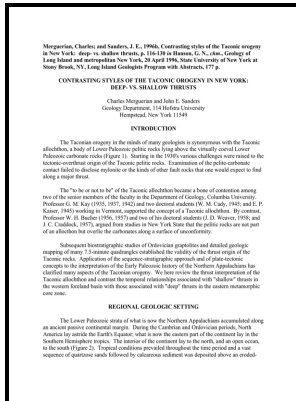 Merguerian, Charles; and Sanders, J. E., 1996b, Contrasting styles of the Taconic orogeny
in New York: deep- vs. shallow thrusts, p. 116-130 in Hanson, G. N., chm., Geology of
Long Island and metropolitan New York, 20 April 1996, State University of New York at
Stony Brook, NY, Long Island Geologists Program with Abstracts, 177 p.
CONTRASTING STYLES OF THE TACONIC OROGENY IN NEW YORK:
DEEP- VS. SHALLOW THRUSTS
Charles Merguerian and John E. Sanders
Geology Department, 114 Hofstra University
Hempstead, New York 11549
INTRODUCTION
The Taconian orogeny in the minds of many geologists is synonymous with the Taconic
allochthon, a body of Lower Paleozoic pelitic rocks lying above the virtually coeval Lower
Paleozoic carbonate rocks (Figure 1). Starting in the 1930's various challenges were raised to the
tectonic-overthrust origin of the Taconic pelitic rocks. Examination of the pelite-carbonate
contact failed to disclose mylonite or the kinds of other fault rocks that one would expect to find
along a major thrust.
The "to be or not to be" of the Taconic allochthon became a bone of contention among
two of the senior members of the faculty in the Department of Geology, Columbia University.
Professor G. M. Kay (1935, 1937, 1942) and two doctoral students (W. M. Cady, 1945; and E. P.
Kaiser, 1945) working in Vermont, supported the concept of a Taconic allochthon. By contrast,
Professor W. H. Bucher (1956, 1957) and two of his doctoral students (J. D. Weaver, 1958; and
J. C. Craddock, 1957), argued from studies in New York State that the pelitic rocks are not part
of an allochthon but overlie the carbonates along a surface of unconformity.
Subsequent biostratigraphic studies of Ordovician graptolites and detailed geologic
mapping of many 7.5-minute quadrangles established the validity of the thrust origin of the
Taconic rocks. Application of the sequence-stratigraphic approach and of plate-tectonic
concepts to the interpretation of the Early Paleozoic history of the Northern Appalachians has
clarified many aspects of the Taconian orogeny. We here review the thrust interpretation of the
Taconic allochthon and contrast the temporal relationships associated with "shallow" thrusts in
the western foreland basin with those associated with "deep" thrusts in the eastern metamorphic
core zone.
REGIONAL GEOLOGIC SETTING
The Lower Paleozoic strata of what is now the Northern Appalachians accumulated along
an ancient passive continental margin. During the Cambrian and Ordovician periods, North
America lay astride the Earth's Equator; what is now the eastern part of the continent lay in the
Southern Hemisphere tropics. The interior of the continent lay to the north, and an open ocean,
to the south (Figure 2). Tropical conditions prevailed throughout the time period and a vast
sequence of quartzose sands followed by calcareous sediment was deposited above an eroded-